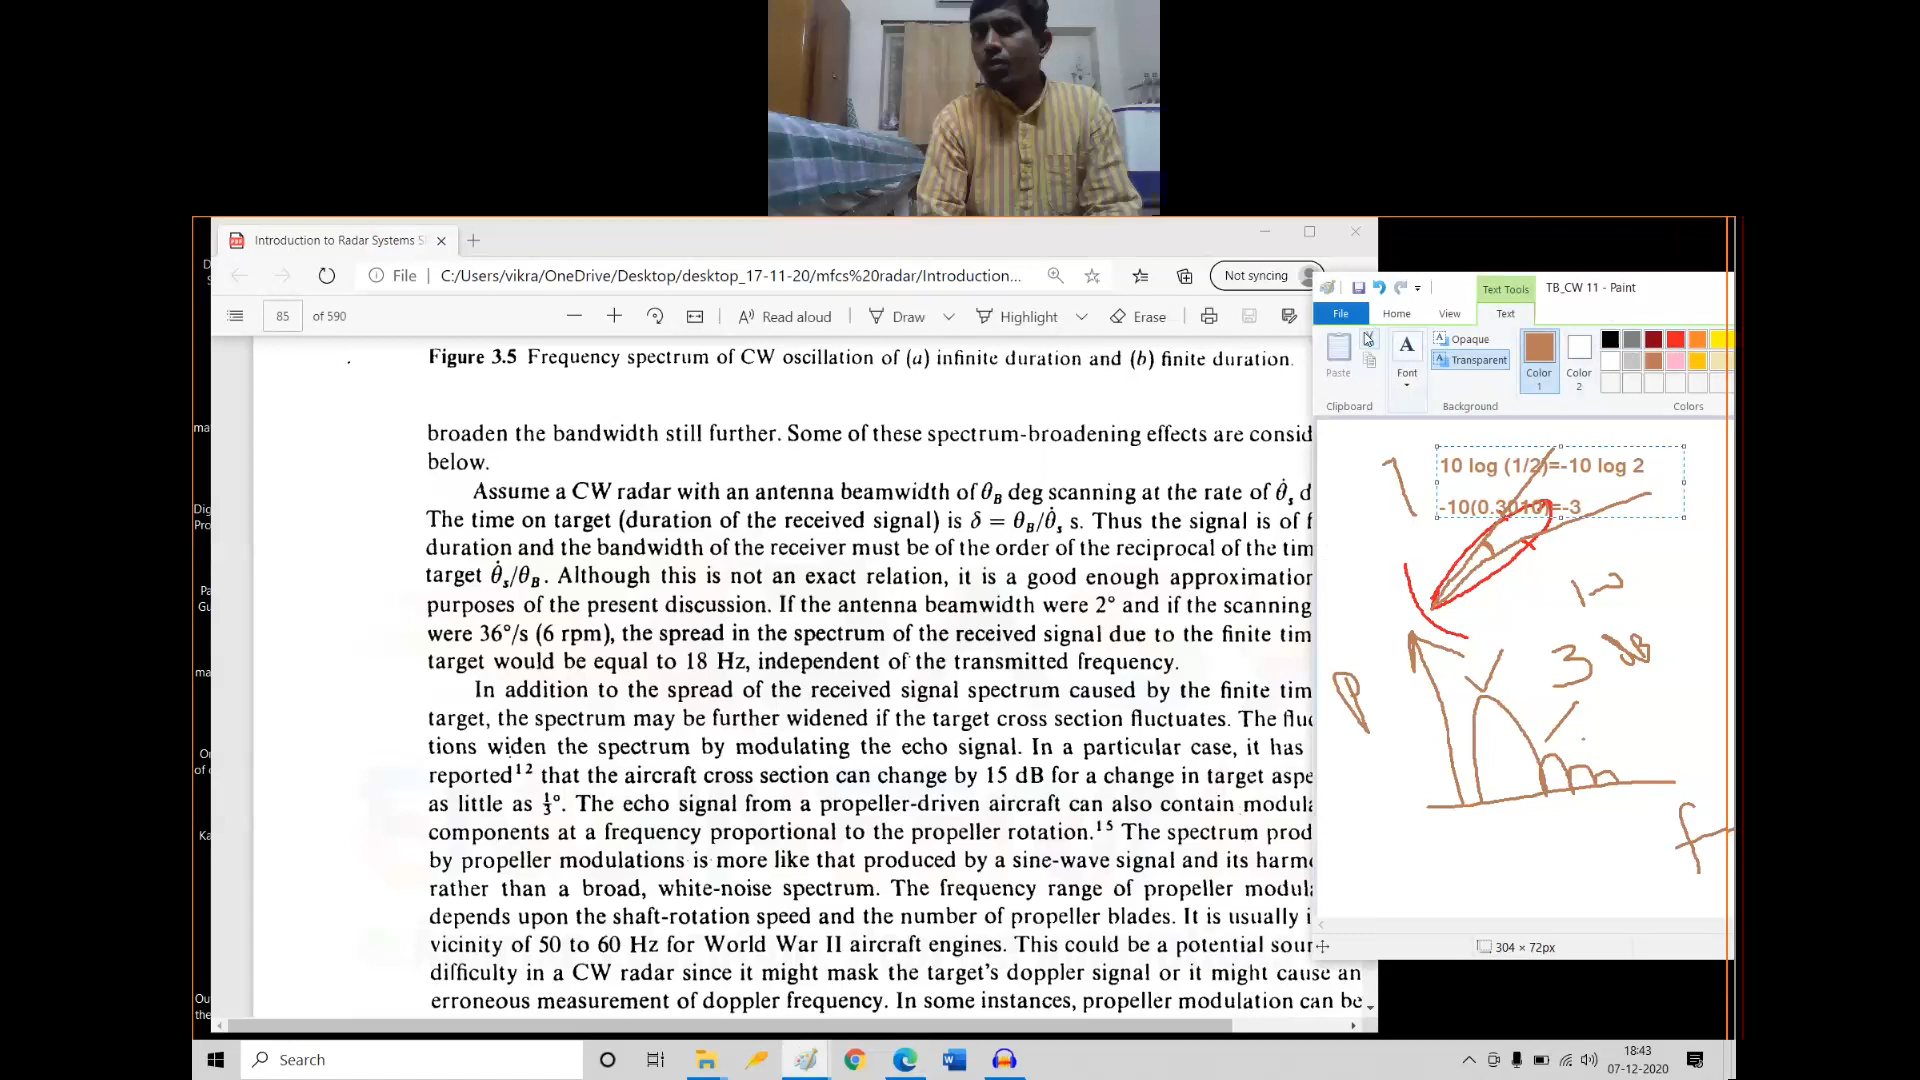 Introduction to Radar Systems S
File
C:/Users/vikra/OneDrive/Desktop/desktop_17-11-20/mfcs%20radar/Introduction...
Not syncing
85 of 590
Read aloud
Draw
Highlight
Erase
Figure 3.5 Frequency spectrum of CW oscillation of (a) infinite duration and (b) finite duration.
broaden the bandwidth still further. Some of these spectrum-broadening effects are consid
below.
Assume a CW radar with an antenna beamwidth of θB deg scanning at the rate of θ̇s d
The time on target (duration of the received signal) is δ = θB/θ̇s s. Thus the signal is of f
duration and the bandwidth of the receiver must be of the order of the reciprocal of the tim
target θ̇s/θB. Although this is not an exact relation, it is a good enough approximation
purposes of the present discussion. If the antenna beamwidth were 2° and if the scanning
were 36°/s (6 rpm), the spread in the spectrum of the received signal due to the finite tim
target would be equal to 18 Hz, independent of the transmitted frequency.
In addition to the spread of the received signal spectrum caused by the finite tim
target, the spectrum may be further widened if the target cross section fluctuates. The fluc
tions widen the spectrum by modulating the echo signal. In a particular case, it has
reported¹² that the aircraft cross section can change by 15 dB for a change in target aspe
as little as ⅓°. The echo signal from a propeller-driven aircraft can also contain modula
components at a frequency proportional to the propeller rotation.¹⁵ The spectrum prod
by propeller modulations is more like that produced by a sine-wave signal and its harmo
rather than a broad, white-noise spectrum. The frequency range of propeller modula
depends upon the shaft-rotation speed and the number of propeller blades. It is usually i
vicinity of 50 to 60 Hz for World War II aircraft engines. This could be a potential sour
difficulty in a CW radar since it might mask the target's doppler signal or it might cause an
erroneous measurement of doppler frequency. In some instances, propeller modulation can be
Text Tools
TB_CW 11 - Paint
File
Home
View
Text
Paste
Clipboard
Font
Opaque
Transparent
Background
Color 1
Color 2
Colors
10 log (1/2)=-10 log 2
-10(0.3010)=-3
3 dB
P
f
304 × 72px
Search
18:43
07-12-2020